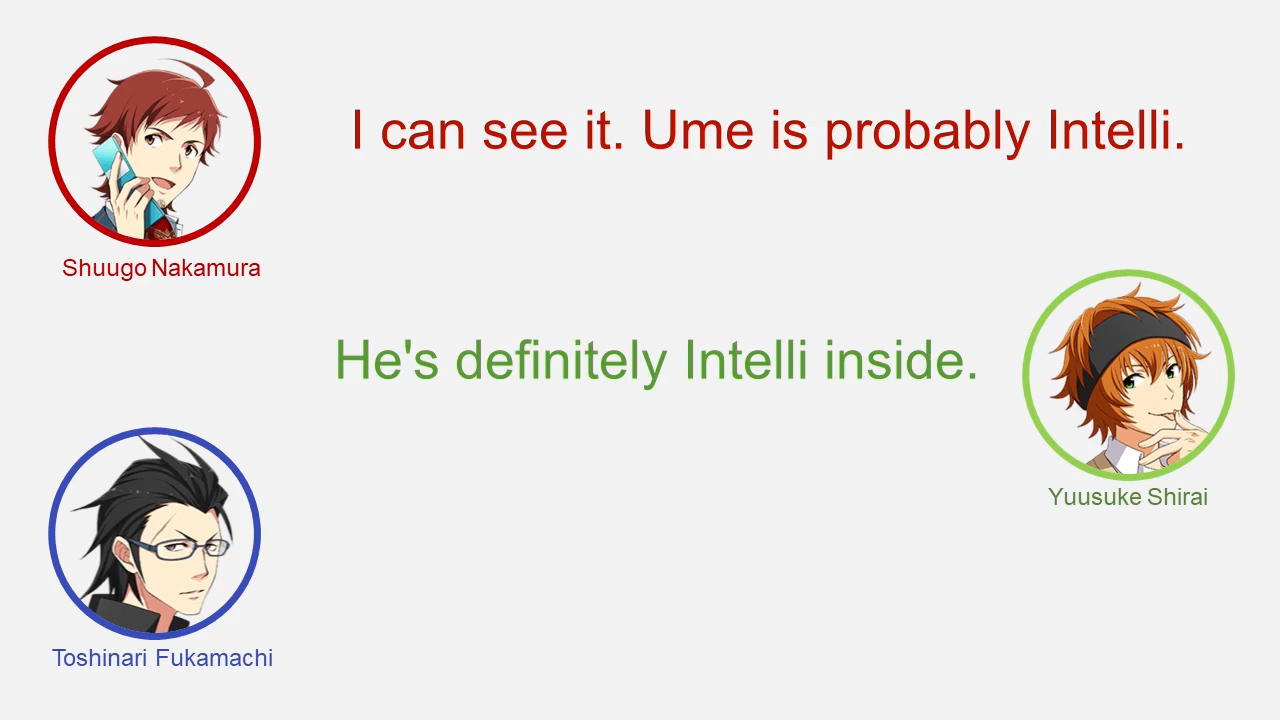 I can see it. Ume is probably Intelli.
Shuugo Nakamura
He's definitely Intelli inside.
Yuusuke Shirai
Toshinari Fukamachi